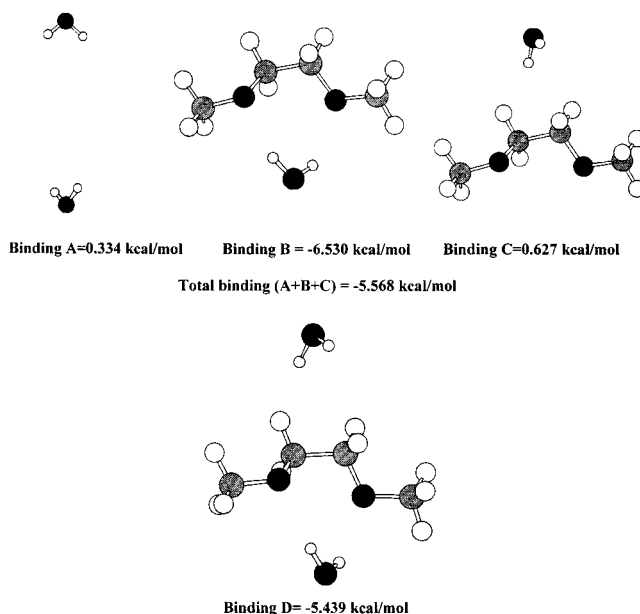 Binding A=0.334 kcal/mol Binding B = -6.530 kcal/mol Binding C=0.627 kcal/mol
Total binding (A+B+C) = -5.568 kcal/mol
Binding D= -5.439 kcal/mol